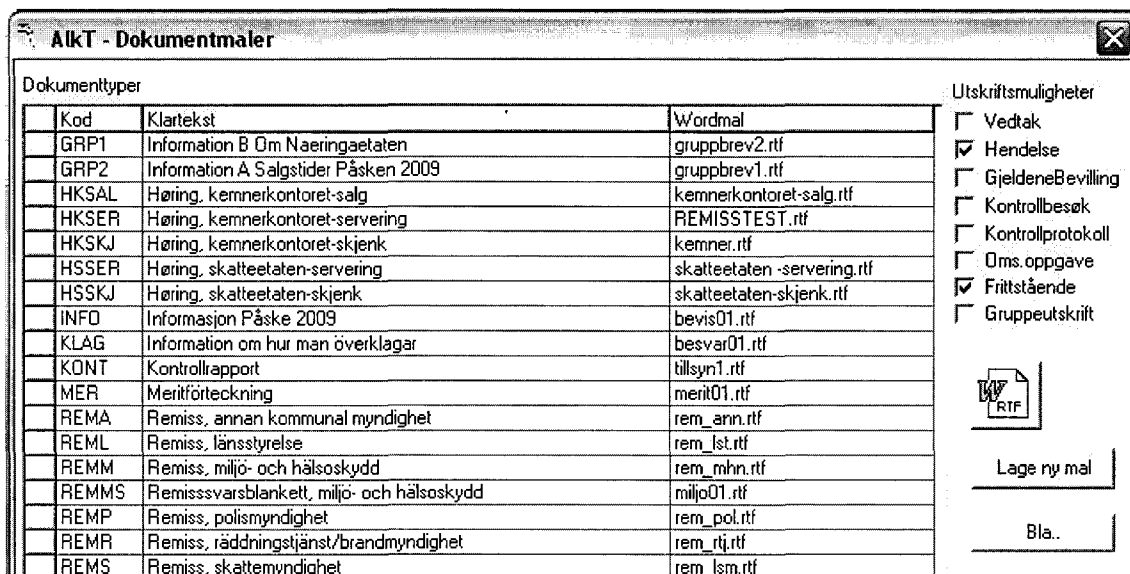 AlkT - Dokumentmaler
Dokumenttyper
Kod Klartekst Wordmal
GRP1 Information B Om Naeringaetaten gruppbrev2.rtf
GRP2 Information A Salgstider Påsken 2009 gruppbrev1.rtf
HKSAL Høring, kemnerkontoret-salg kemnerkontoret-salg.rtf
HKSER Høring, kemnerkontoret-servering REMISSTEST.rtf
HKSKJ Høring, kemnerkontoret-skjenk kemner.rtf
HSSER Høring, skatteetaten-servering skatteetaten -servering.rtf
HSSKJ Høring, skatteetaten-skjenk skatteetaten-skjenk.rtf
INFO Informasjon Påske 2009 bevis01.rtf
KLAG Information om hur man överklagar besvar01.rtf
KONT Kontrollrapport tillsyn1.rtf
MER Meritförteckning merit01.rtf
REMA Remiss, annan kommunal myndighet rem_ann.rtf
REML Remiss, länsstyrelse rem_lst.rtf
REMM Remiss, miljö- och hälsoskydd rem_mhn.rtf
REMMS Remisssvarsblankett, miljö- och hälsoskydd miljo01.rtf
REMP Remiss, polismyndighet rem_pol.rtf
REMR Remiss, räddningstjänst/brandmyndighet rem_rtj.rtf
REMS Remiss, skattemyndighet rem_lsm.rtf
Utskriftsmuligheter
Vedtak
Hendelse
GjeldeneBevilling
Kontrollbesøk
Kontrollprotokoll
Oms.oppgave
Frittstående
Gruppeutskrift
W
RTF
Lage ny mal
Bla..